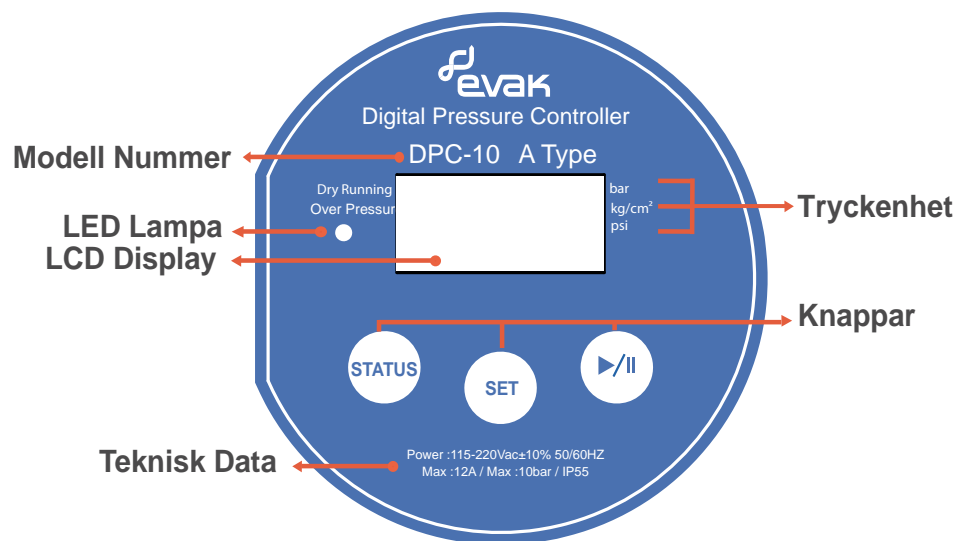 evak
Digital Pressure Controller
DPC-10 A Type
Modell Nummer
Dry Running
Over Pressur
LED Lampa
LCD Display
bar
kg/cm²
psi
Tryckenhet
Knappar
STATUS
SET
▶/II
Teknisk Data
Power :115-220Vac±10% 50/60HZ
Max :12A / Max :10bar / IP55